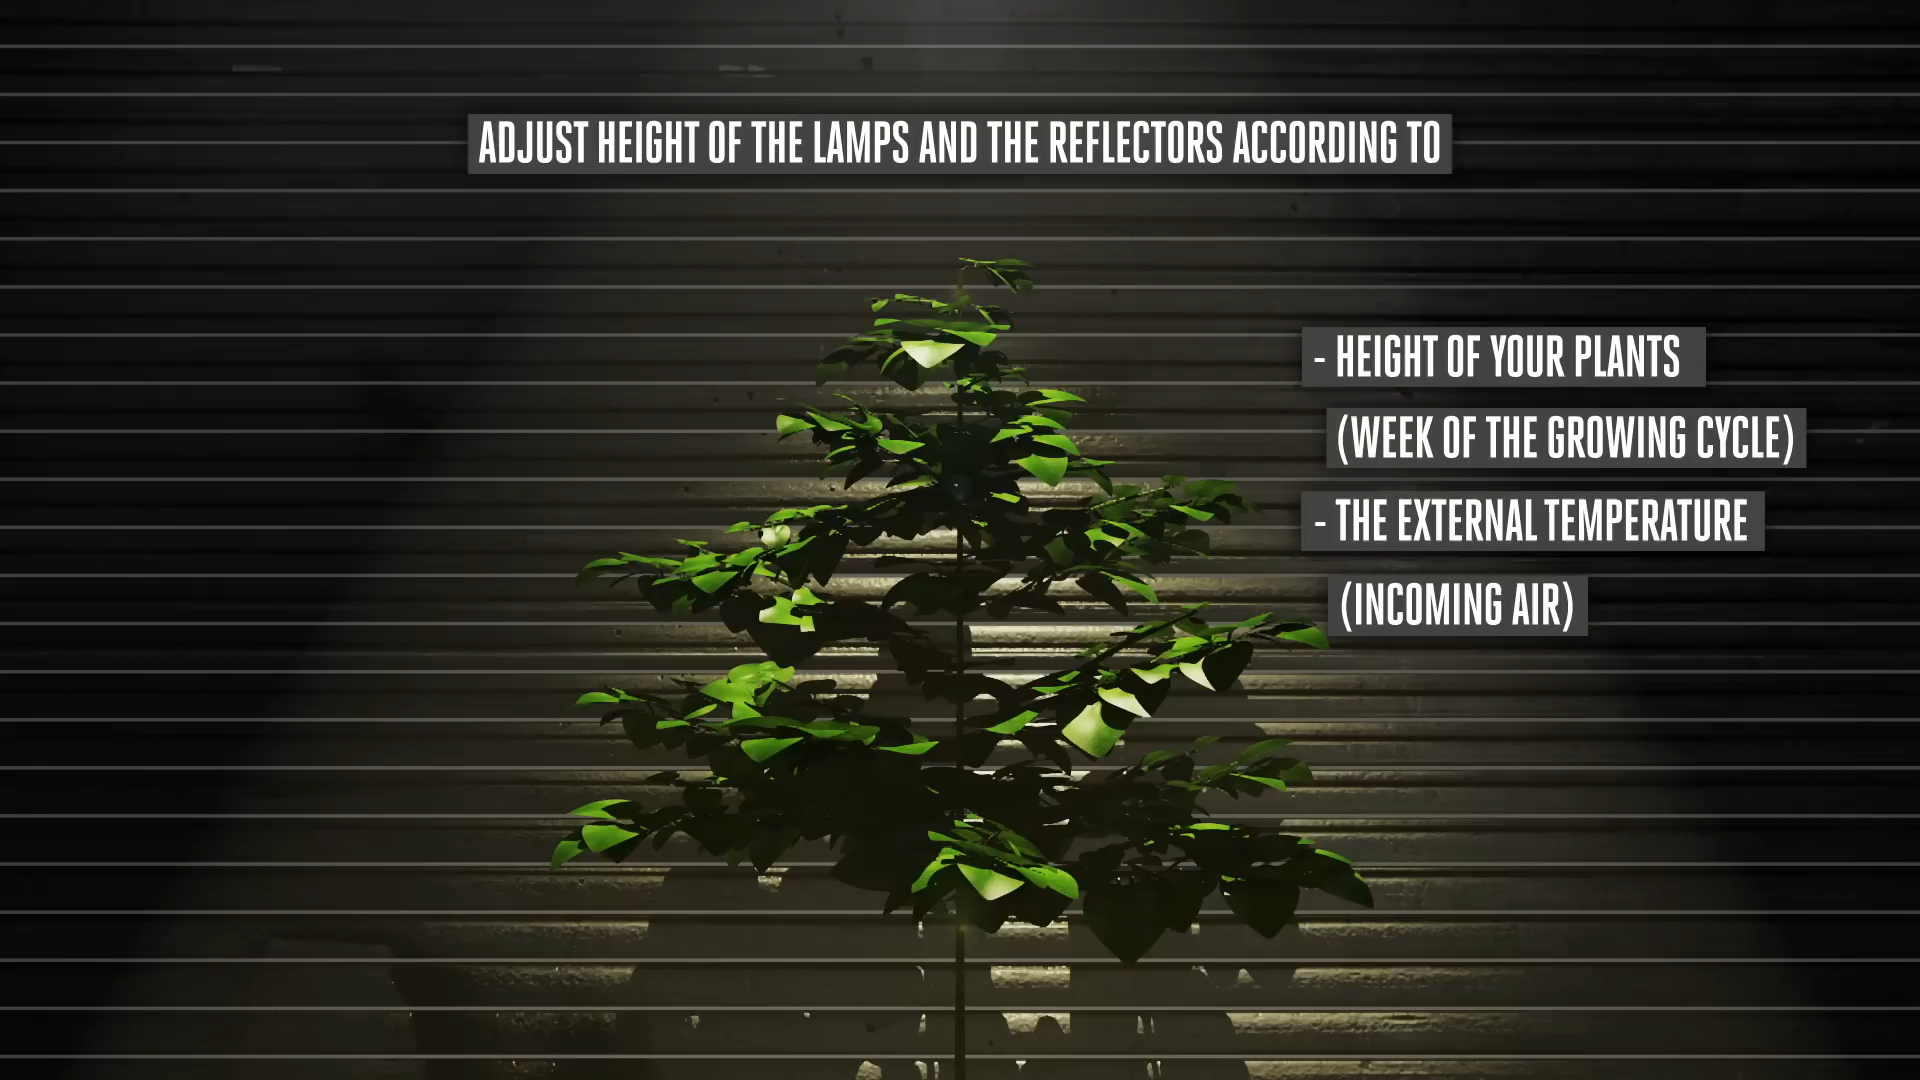 ADJUST HEIGHT OF THE LAMPS AND THE REFLECTORS ACCORDING TO
- HEIGHT OF YOUR PLANTS
(WEEK OF THE GROWING CYCLE)
- THE EXTERNAL TEMPERATURE
(INCOMING AIR)